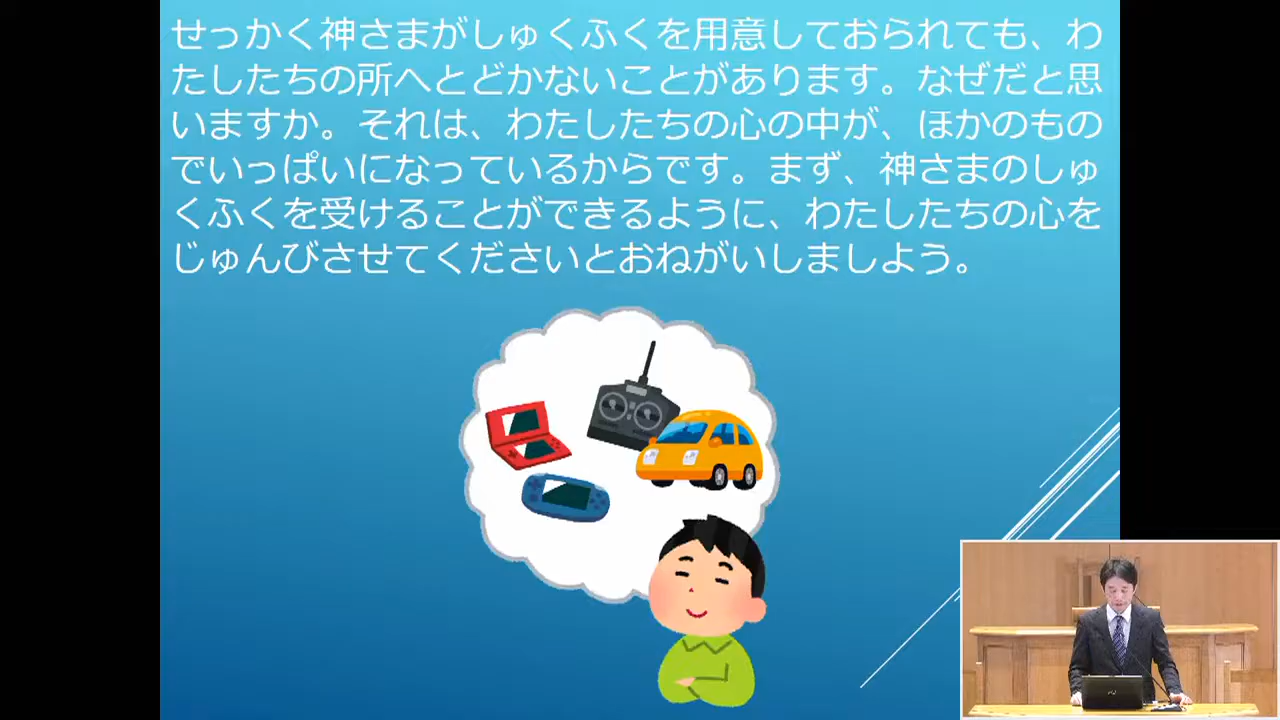 せっかく神さまがしゅくふくを用意しておられても、わ
たしたちの所へとどかないことがあります。なぜだと思
いますか。それは、わたしたちの心の中が、ほかのもの
でいっぱいになっているからです。まず、神さまのしゅ
くふくを受けることができるように、わたしたちの心を
じゅんびさせてくださいとおねがいしましよう。